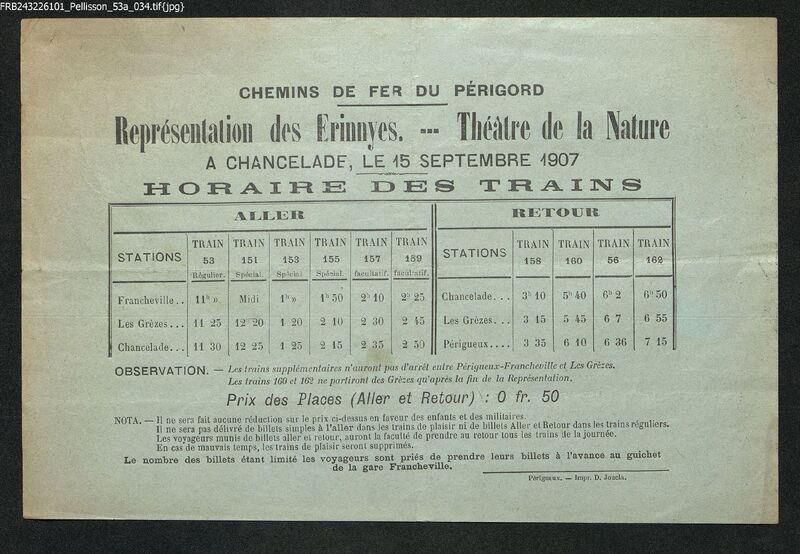 FRB243226101_Pellisson_53a_034.tif{jpg}
CHEMINS DE FER DU PÉRIGORD
Représentation des Erinnyes. --- Théâtre de la Nature
A CHANCELADE, LE 15 SEPTEMBRE 1907
HORAIRE DES TRAINS
ALLER
STATIONS TRAIN 53 Régulier. TRAIN 151 Spécial. TRAIN 153 Spécial TRAIN 155 Spécial. TRAIN 157 facultatif. TRAIN 159 facultatif.
Francheville.. 11h » Midi 1h » 1h 50 2h 10 2h 25
Les Grèzes... 11 25 12 20 1 20 2 10 2 30 2 45
Chancelade... 11 30 12 25 1 25 2 15 2 35 2 50
RETOUR
STATIONS TRAIN 158 TRAIN 160 TRAIN 56 TRAIN 162
Chancelade... 3h 10 5h 40 6h 2 6h 50
Les Grèzes... 3 15 5 45 6 7 6 55
Périgueux.... 3 35 6 10 6 36 7 15
OBSERVATION. — Les trains supplémentaires n'auront pas d'arrêt entre Périgueux-Francheville et Les Grèzes.
Les trains 160 et 162 ne partiront des Grèzes qu'après la fin de la Représentation.
Prix des Places (Aller et Retour) : 0 fr. 50
NOTA. — Il ne sera fait aucune réduction sur le prix ci-dessus en faveur des enfants et des militaires.
Il ne sera pas délivré de billets simples à l'aller dans les trains de plaisir ni de billets Aller et Retour dans les trains réguliers.
Les voyageurs munis de billets aller et retour, auront la faculté de prendre au retour tous les trains de la journée.
En cas de mauvais temps, les trains de plaisir seront supprimés.
Le nombre des billets étant limité les voyageurs sont priés de prendre leurs billets à l'avance au guichet
de la gare Francheville.
Périgueux. — Impr. D. Joucla.